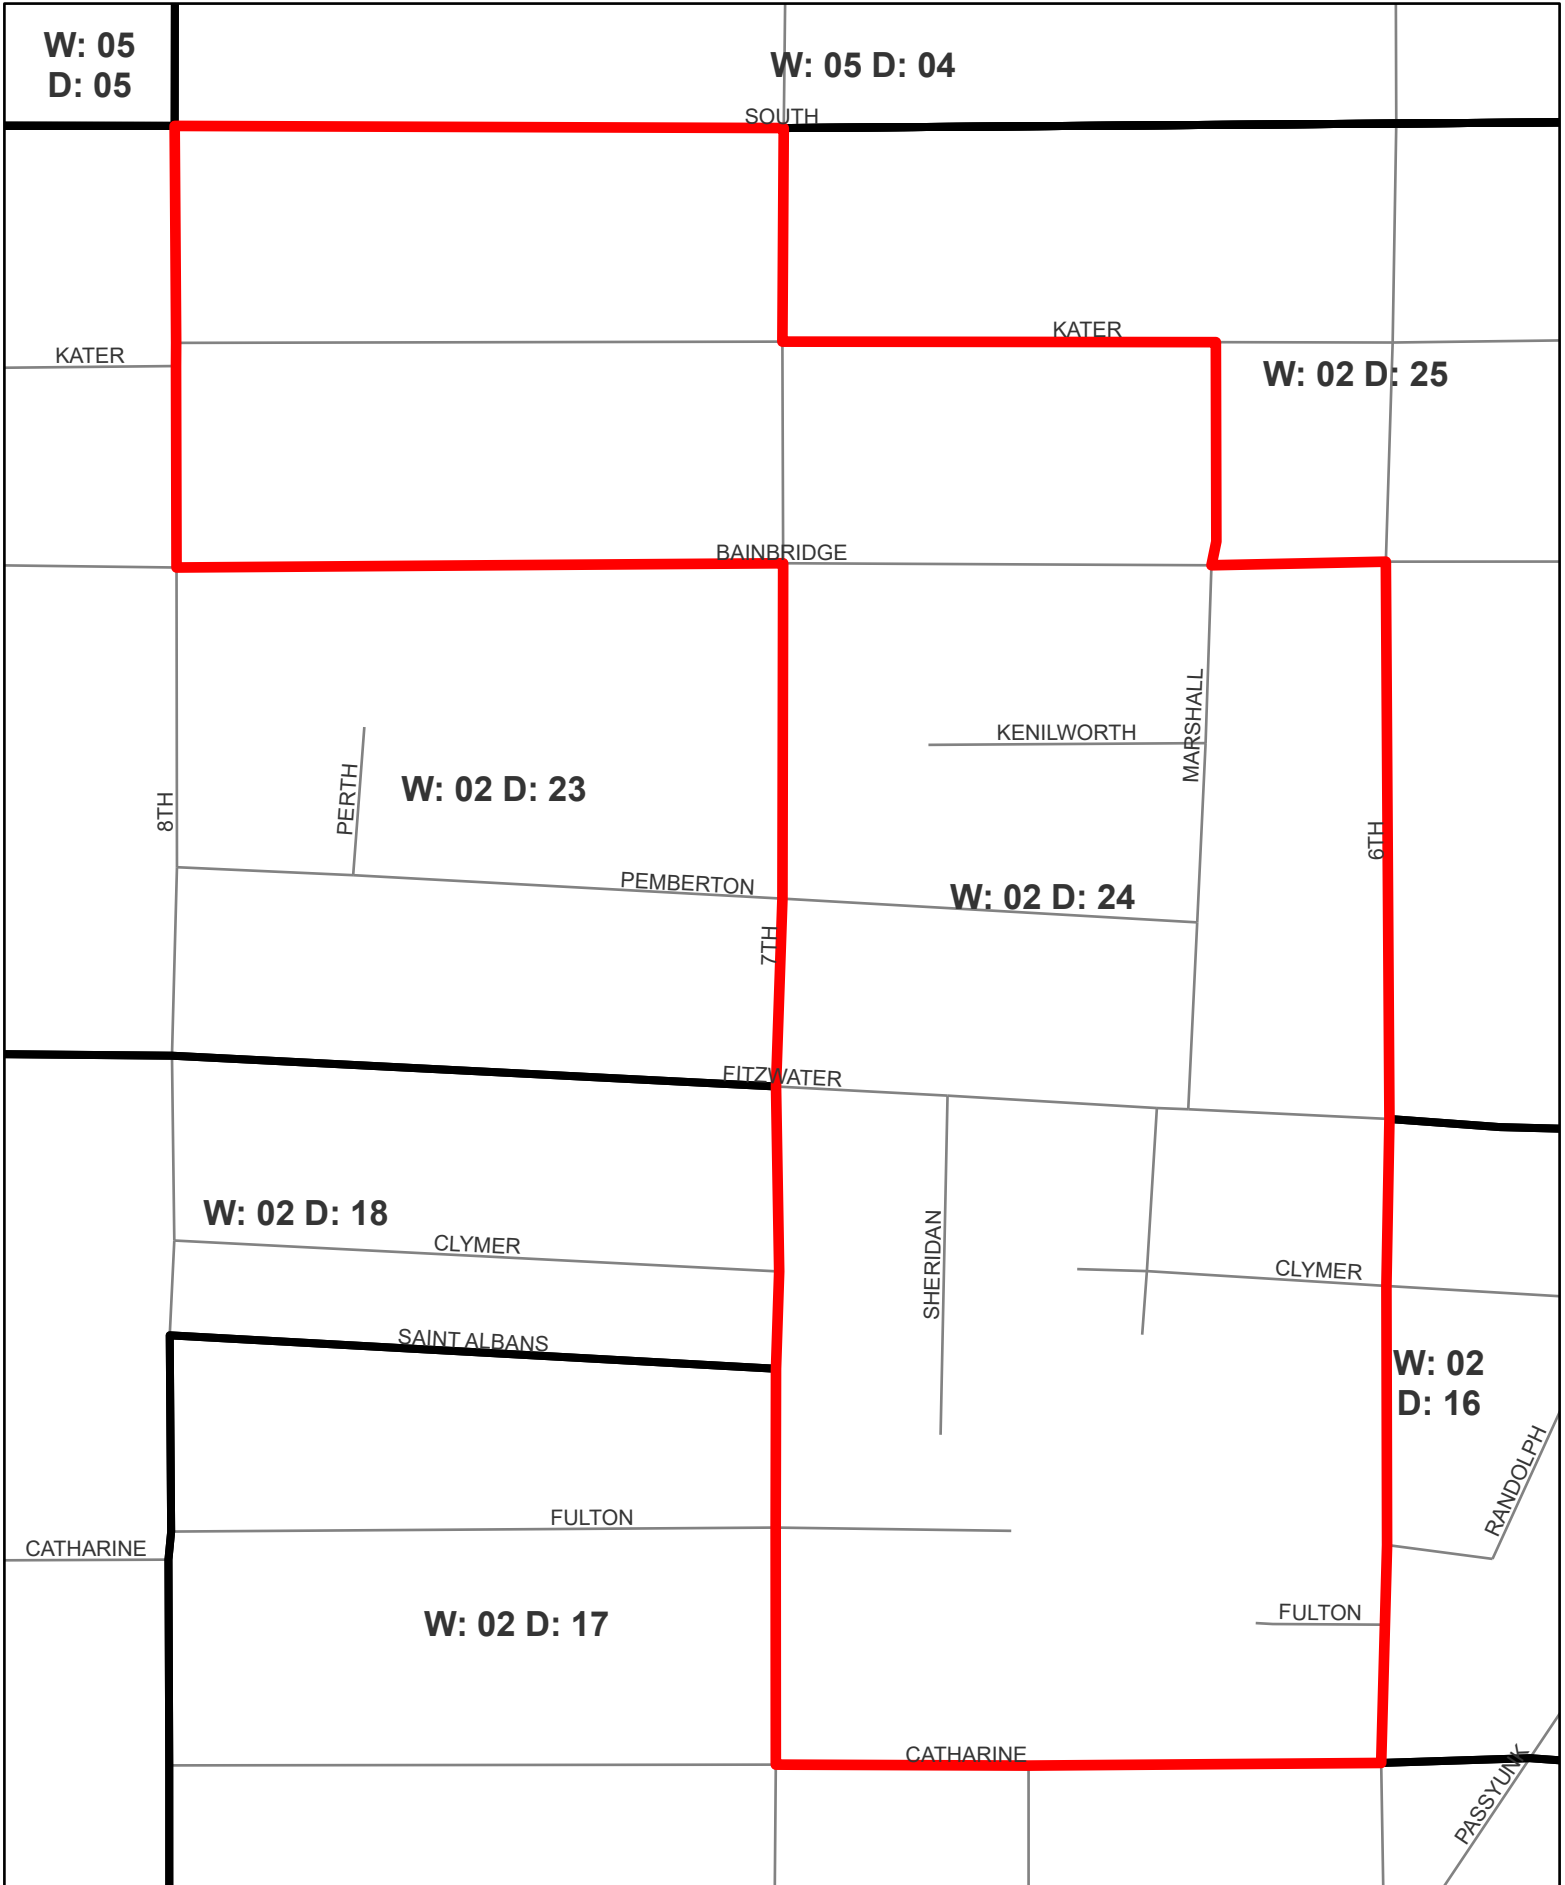 W: 05
D: 05
W: 05 D: 04
SOUTH
KATER
KATER
W: 02 D: 25
BAINBRIDGE
KENILWORTH
MARSHALL
8TH
PERTH
W: 02 D: 23
6TH
PEMBERTON
W: 02 D: 24
7TH
FITZWATER
W: 02 D: 18
CLYMER
SHERIDAN
CLYMER
SAINT ALBANS
W: 02
D: 16
RANDOLPH
FULTON
CATHARINE
W: 02 D: 17
FULTON
CATHARINE
PASSYUNK